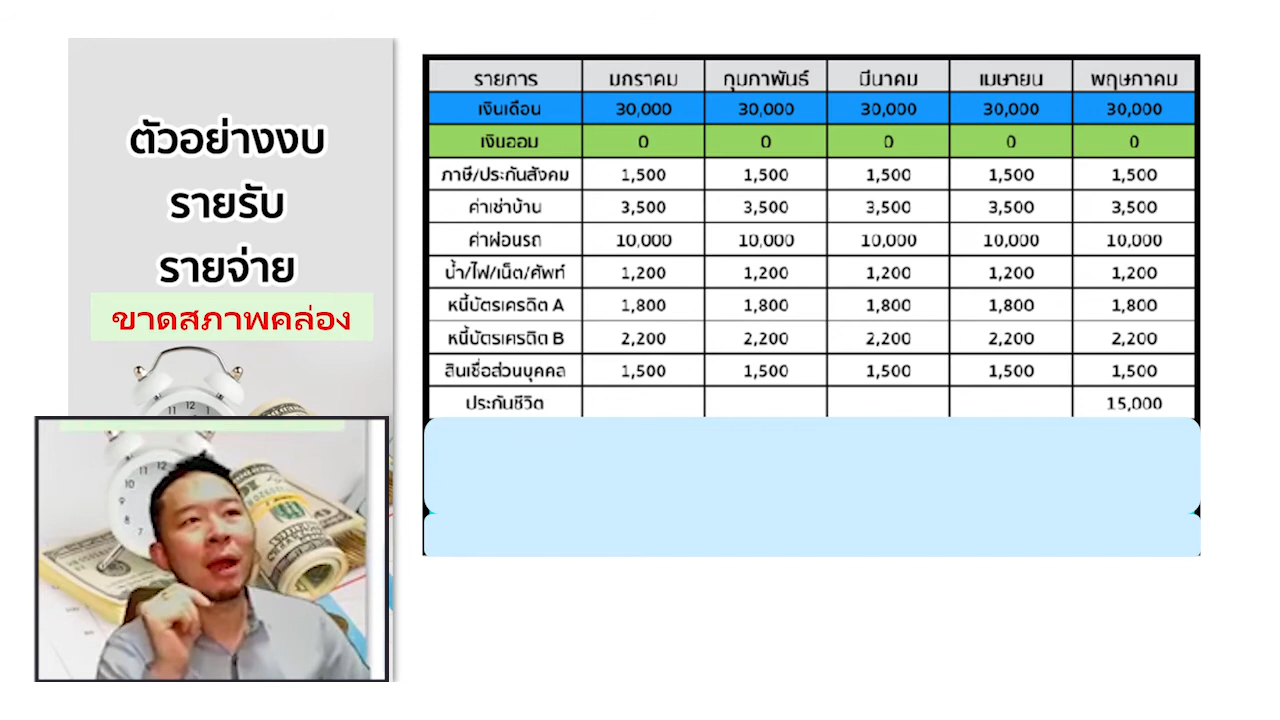 ตัวอย่างงบ
รายรับ
รายจ่าย
ขาดสภาพคล่อง
รายการ มกราคม กุมภาพันธ์ มีนาคม เมษายน พฤษภาคม
เงินเดือน 30,000 30,000 30,000 30,000 30,000
เงินออม 0 0 0 0 0
ภาษี/ประกันสังคม 1,500 1,500 1,500 1,500 1,500
ค่าเช่าบ้าน 3,500 3,500 3,500 3,500 3,500
ค่าผ่อนรถ 10,000 10,000 10,000 10,000 10,000
น้ำ/ไฟ/เน็ต/ศัพท์ 1,200 1,200 1,200 1,200 1,200
หนี้บัตรเครดิต A 1,800 1,800 1,800 1,800 1,800
หนี้บัตรเครดิต B 2,200 2,200 2,200 2,200 2,200
สินเชื่อส่วนบุคคล 1,500 1,500 1,500 1,500 1,500
ประกันชีวิต 15,000